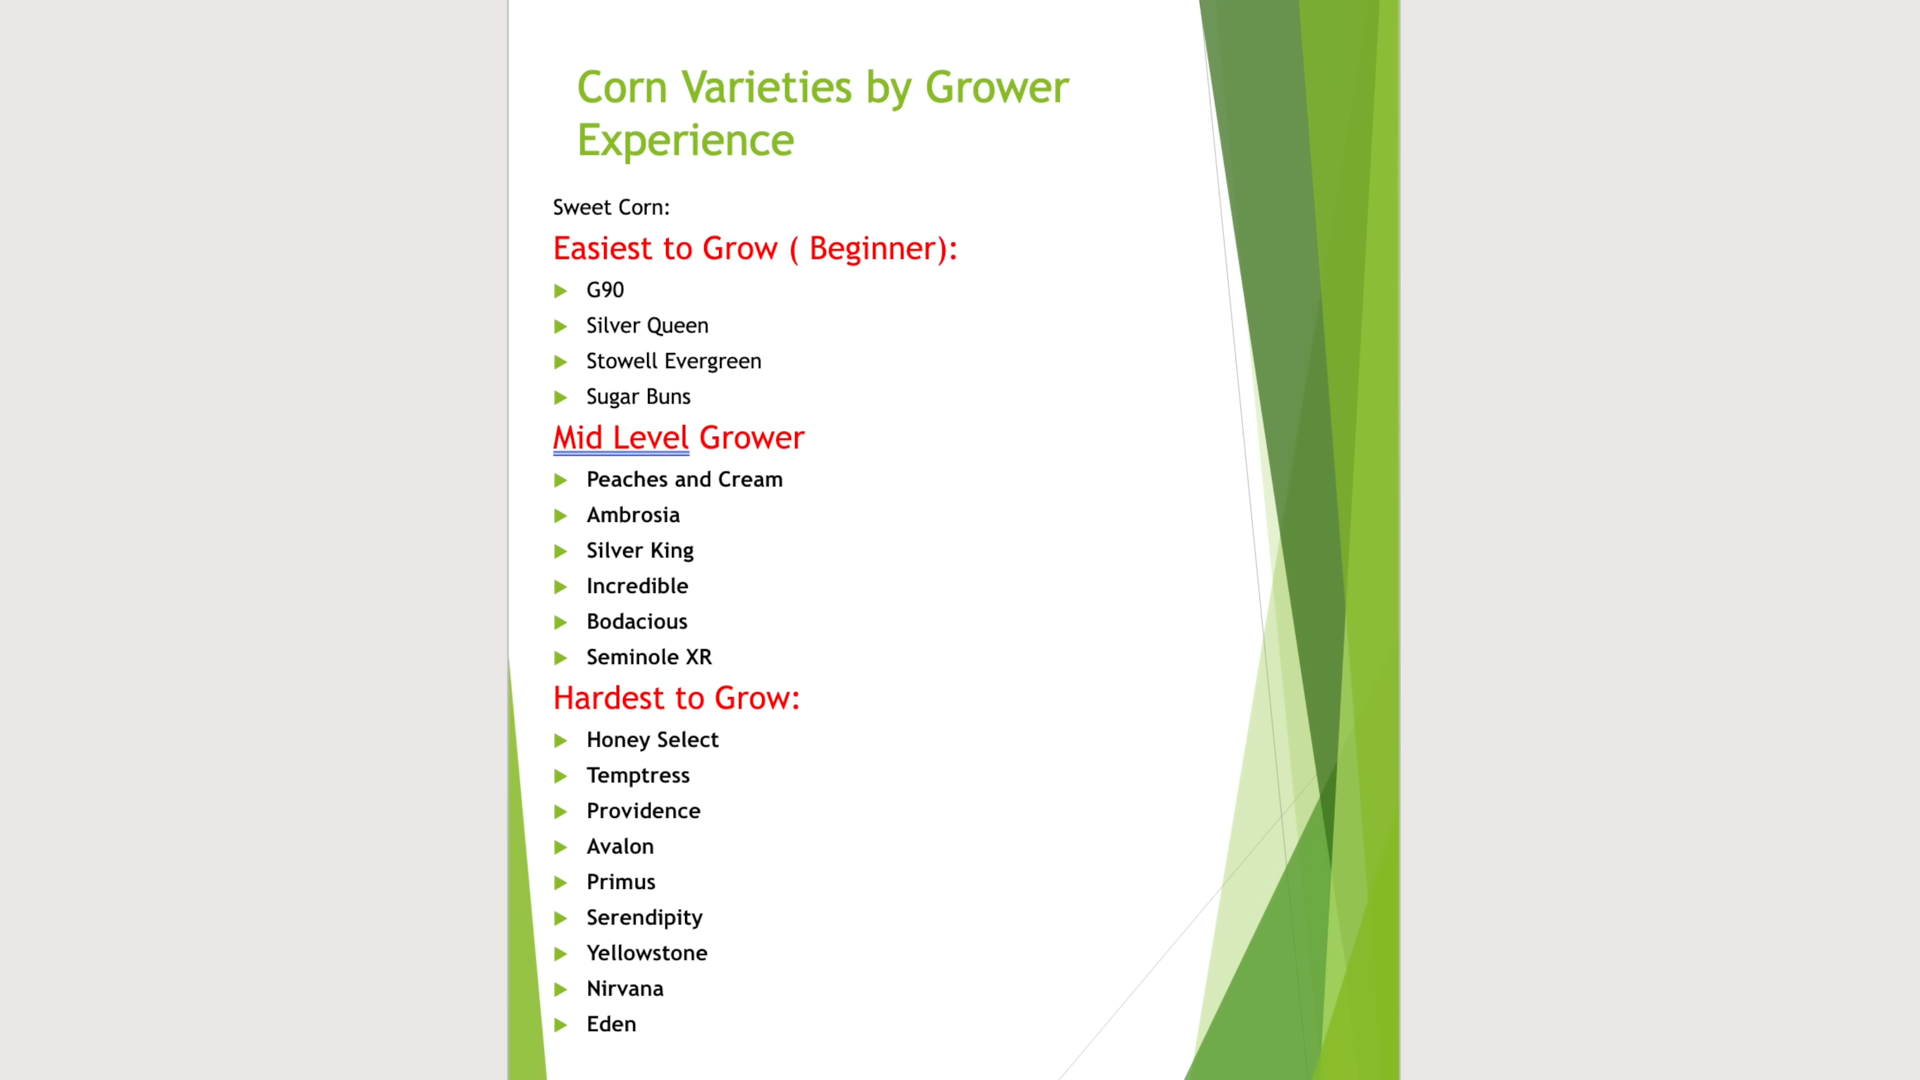 Corn Varieties by Grower
Experience
Sweet Corn:
Easiest to Grow ( Beginner):
G90
Silver Queen
Stowell Evergreen
Sugar Buns
Mid Level Grower
Peaches and Cream
Ambrosia
Silver King
Incredible
Bodacious
Seminole XR
Hardest to Grow:
Honey Select
Temptress
Providence
Avalon
Primus
Serendipity
Yellowstone
Nirvana
Eden